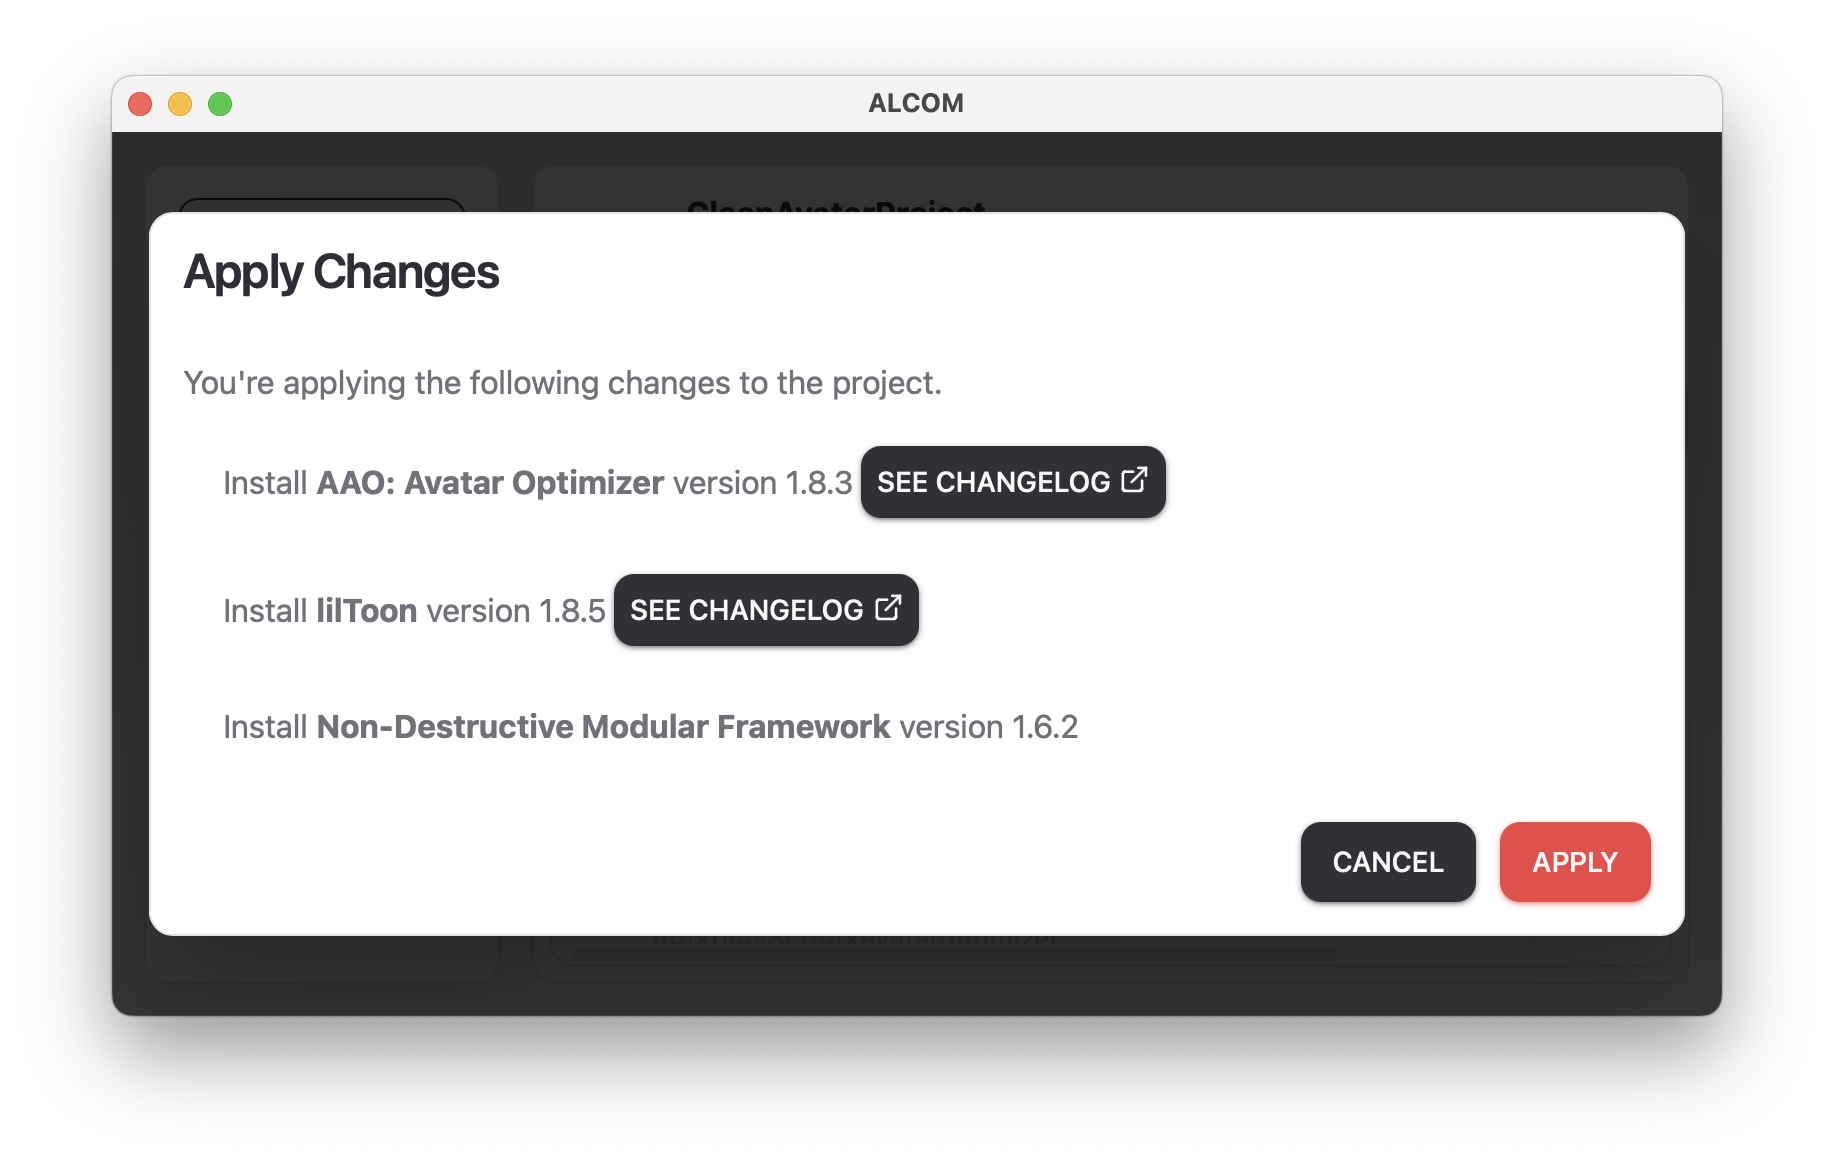 ALCOM
CleanAvatarProject
Apply Changes
You're applying the following changes to the project.
Install AAO: Avatar Optimizer version 1.8.3 SEE CHANGELOG
Install lilToon version 1.8.5 SEE CHANGELOG
Install Non-Destructive Modular Framework version 1.6.2
CANCEL APPLY